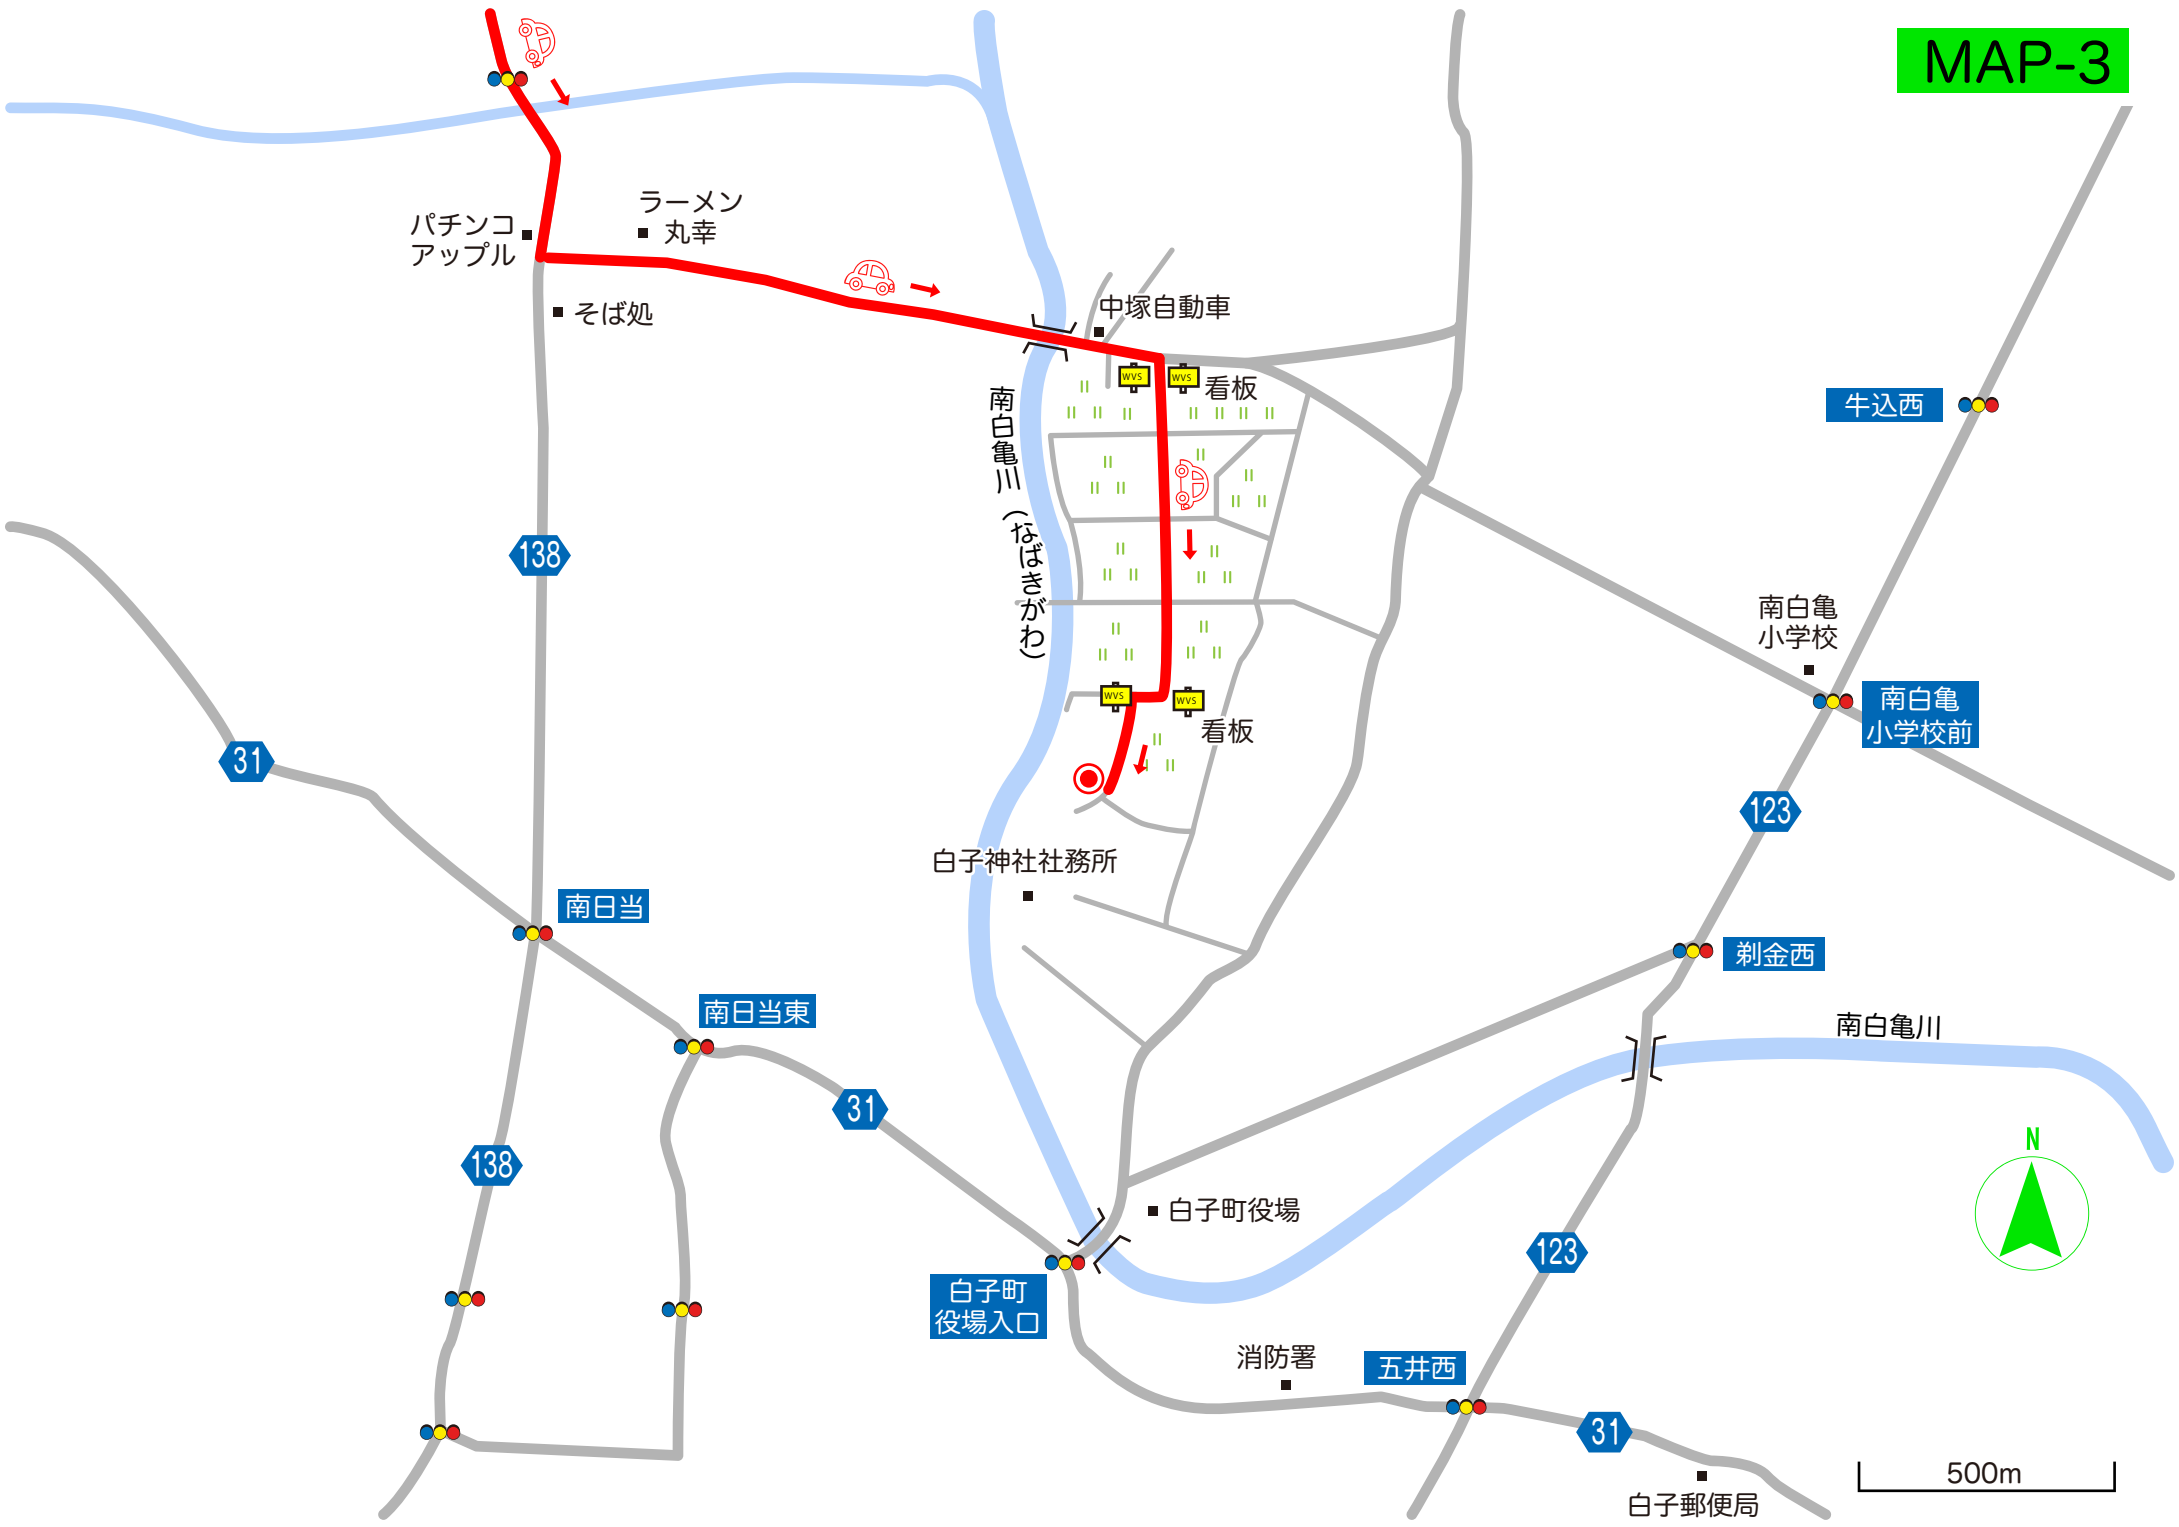 MAP-3
ラーメン
丸幸
パチンコ
アップル
そば処
中塚自動車
WVS
WVS
看板
牛込西
南白亀川（なばきがわ）
138
南白亀
小学校
南白亀
小学校前
WVS
WVS
看板
31
123
白子神社社務所
南日当
剃金西
南日当東
南白亀川
31
N
138
白子町役場
123
白子町
役場入口
消防署
五井西
31
500m
白子郵便局